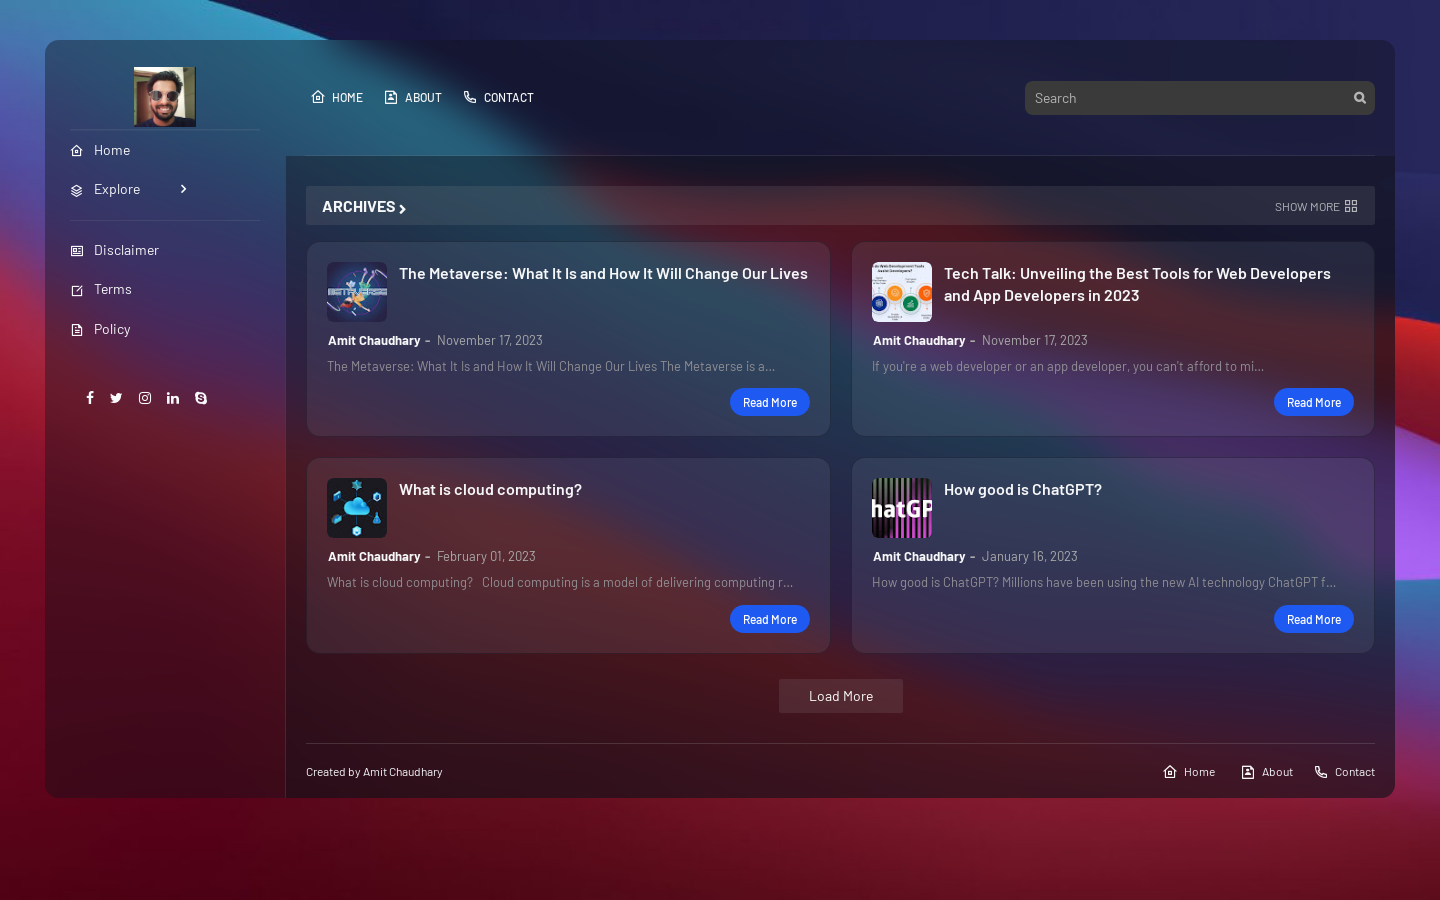 HOME
ABOUT
CONTACT
Search
Home
Explore
Disclaimer
Terms
Policy
ARCHIVES
SHOW MORE
The Metaverse: What It Is and How It Will Change Our Lives
Amit Chaudhary - November 17, 2023
The Metaverse: What It Is and How It Will Change Our Lives The Metaverse is a…
Read More
Tech Talk: Unveiling the Best Tools for Web Developers
and App Developers in 2023
Amit Chaudhary - November 17, 2023
If you're a web developer or an app developer, you can't afford to mi…
Read More
What is cloud computing?
Amit Chaudhary - February 01, 2023
What is cloud computing?   Cloud computing is a model of delivering computing r…
Read More
hatGP
How good is ChatGPT?
Amit Chaudhary - January 16, 2023
How good is ChatGPT? Millions have been using the new AI technology ChatGPT f…
Read More
Load More
Created by Amit Chaudhary
Home
About
Contact